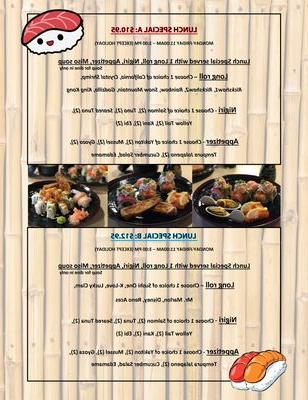 LUNCH SPECIAL A: $10.95
MONDAY-FRIDAY 11:00AM – 3:00 PM (EXCEPT HOLIDAY)
Lunch Special served with 1 Long roll, Nigiri, Appetizer, Miso soup
Soup for dine in only
Long roll – Choose 1 choice of California, Crystal Shrimp,
Rockstar1, Rockstar2, Rainbow, Snow Mountain, Godzilla, King Kong
Nigiri - Choose 1 choice of Salmon (2), Tuna (2), Seared Tuna (2),
Yellow Tail (2), Kani (2), Ebi (2)
Appetizer - Choose 1 choice of Yakiton (2), Mussel (2), Gyoza (2),
Tempura Jalapeno (2), Cucumber Salad, Edamame
LUNCH SPECIAL B: $12.95
MONDAY-FRIDAY 11:00AM – 3:00 PM (EXCEPT HOLIDAY)
Lunch Special served with 1 Long roll, Nigiri, Appetizer, Miso soup
Soup for dine in only
Long roll – Choose 1 choice of Sushi One, K-Love, Lucky Clam,
Mr. Marlon, Gipsey, Reno Aces
Nigiri - Choose 1 choice of Salmon (2), Tuna (2), Seared Tuna (2),
Yellow Tail (2), Kani (2), Ebi (2)
Appetizer - Choose 1 choice of Yakiton (2), Mussel (2), Gyoza (2),
Tempura Jalapeno (2), Cucumber Salad, Edamame